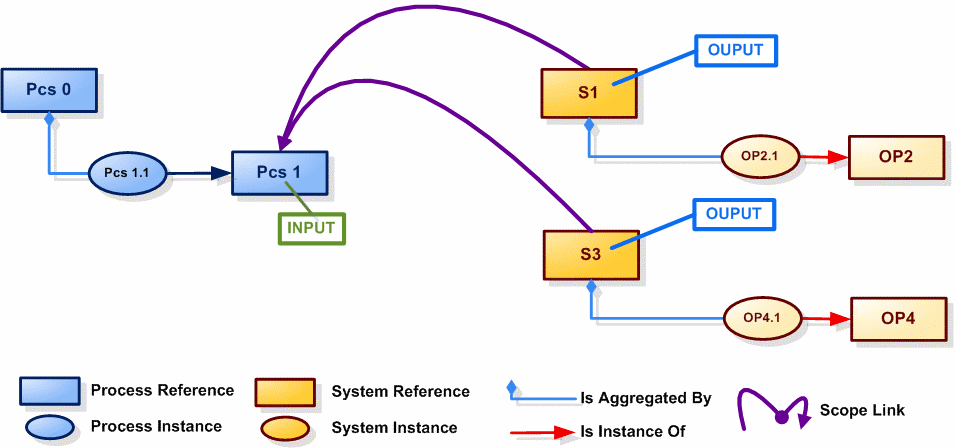 OUPUT
Pcs 0
S1
Pcs 1.1
Pcs 1
OP2.1
OP2
INPUT
OUPUT
S3
OP4.1
OP4
Process Reference
System Reference
Is Aggregated By
Scope Link
Process Instance
System Instance
Is Instance Of